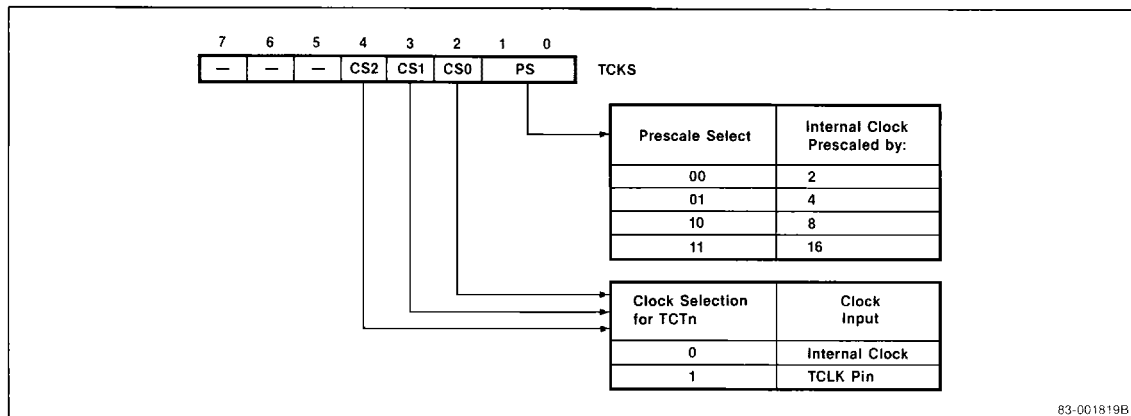 7 6 5 4 3 2 1 0
— — — CS2 CS1 CS0 PS TCKS
Prescale Select Internal Clock Prescaled by:
00 2
01 4
10 8
11 16
Clock Selection for TCTn Clock Input
0 Internal Clock
1 TCLK Pin
83-001819B